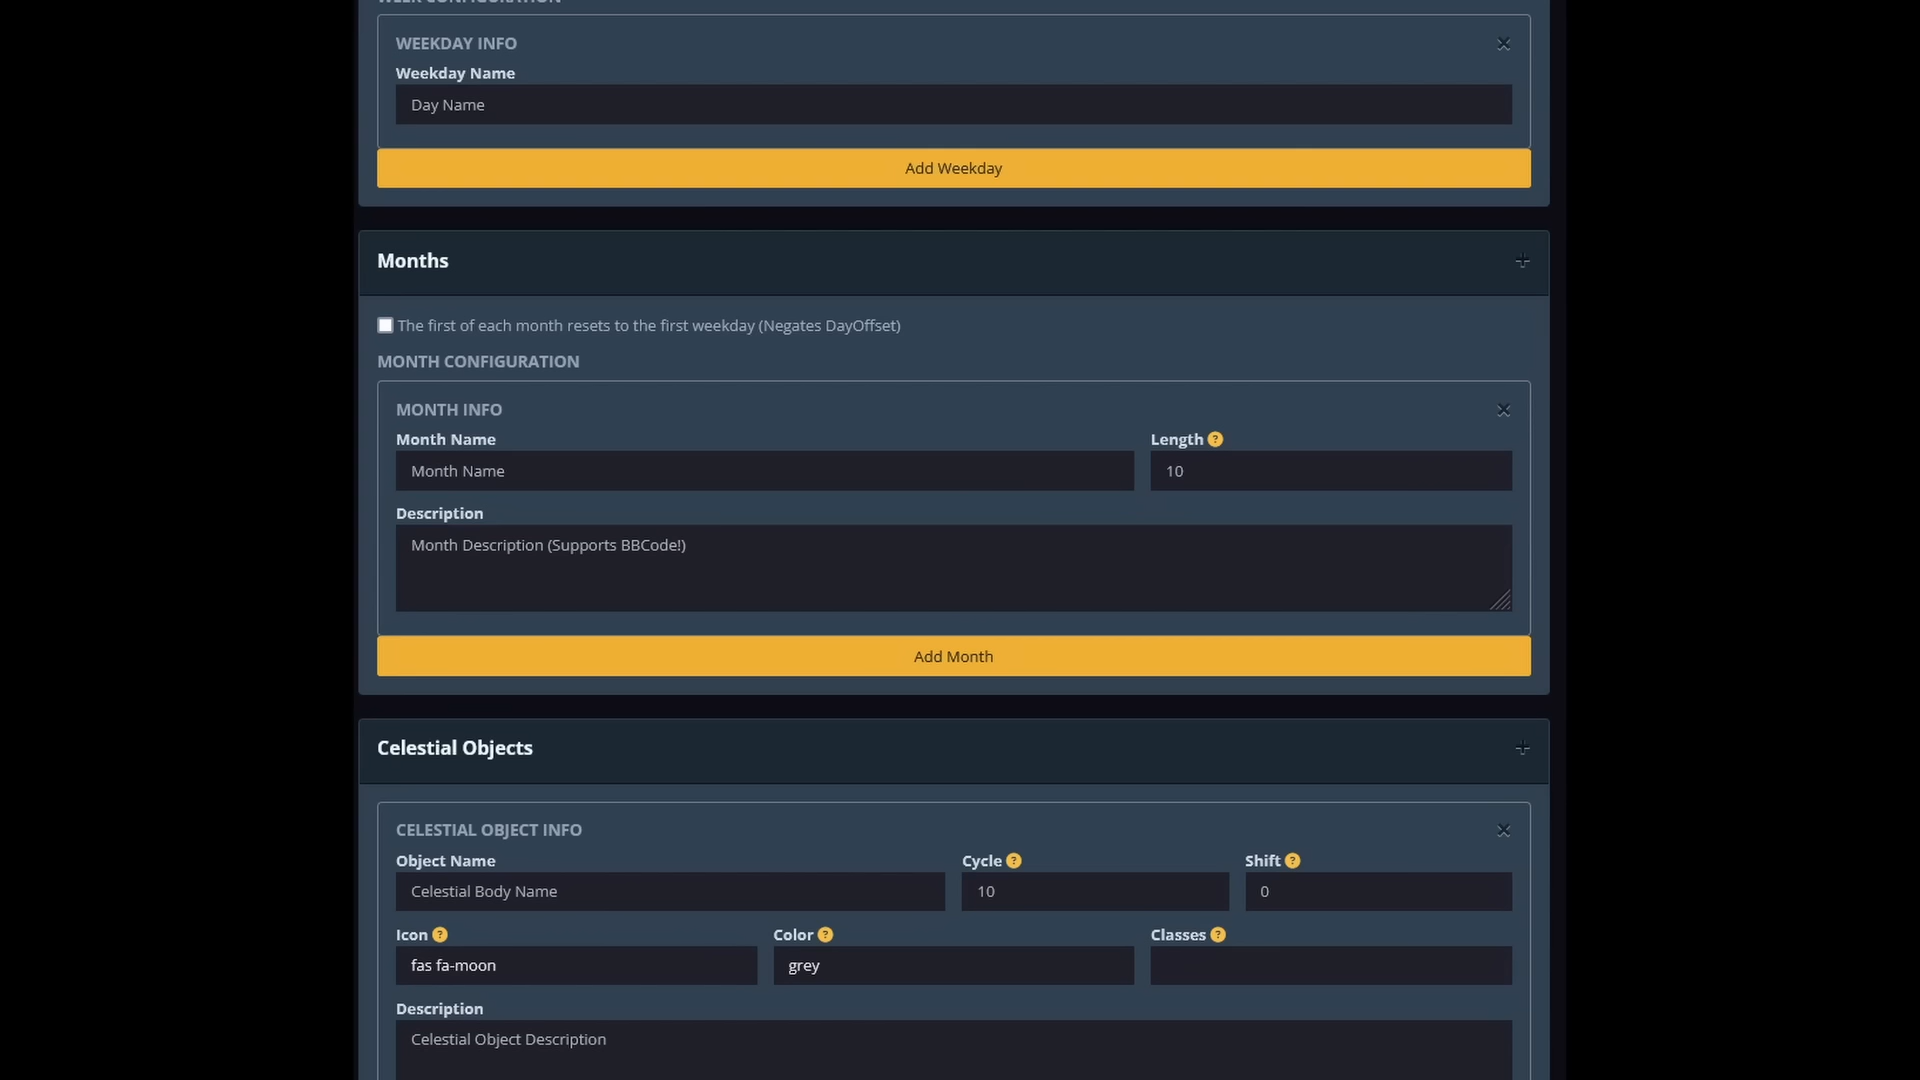 WEEK CONFIGURATION
WEEKDAY INFO
Weekday Name
Day Name
Add Weekday
Months
The first of each month resets to the first weekday (Negates DayOffset)
MONTH CONFIGURATION
MONTH INFO
Month Name
Length ?
Month Name
10
Description
Month Description (Supports BBCode!)
Add Month
Celestial Objects
CELESTIAL OBJECT INFO
Object Name
Cycle ?
Shift ?
Celestial Body Name
10
0
Icon ?
Color ?
Classes ?
fas fa-moon
grey
Description
Celestial Object Description